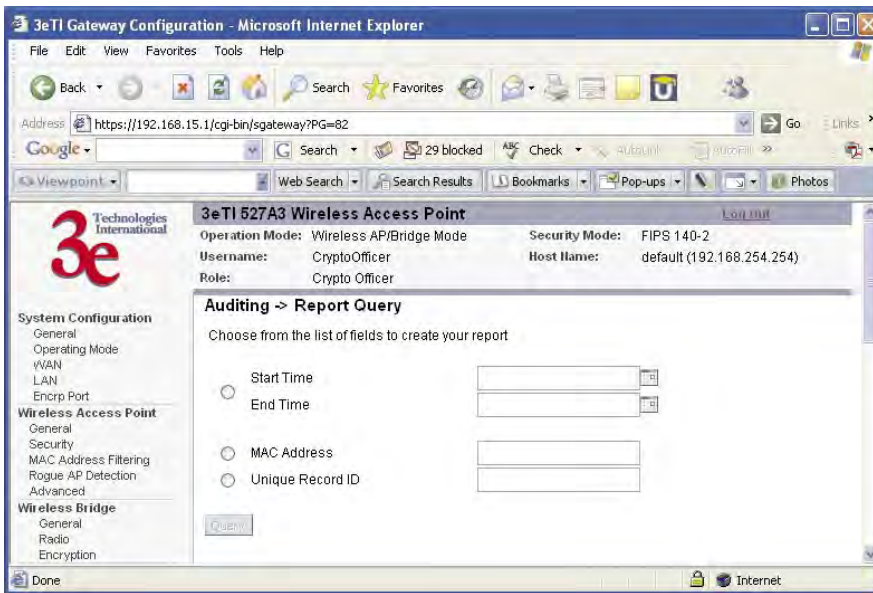 3eTI Gateway Configuration - Microsoft Internet Explorer
File Edit View Favorites Tools Help
Back Search Favorites
Address https://192.168.15.1/cgi-bin/sgateway?PG=82 Go Links »
Google Search 29 blocked ABC Check AutoLink AutoFill »
Viewpoint Web Search Search Results Bookmarks Pop-ups Photos
3e Technologies International
3eTI 527A3 Wireless Access Point Log out
Operation Mode: Wireless AP/Bridge Mode Security Mode: FIPS 140-2
Username: CryptoOfficer Host Name: default (192.168.254.254)
Role: Crypto Officer
System Configuration
General
Operating Mode
WAN
LAN
Encrp Port
Wireless Access Point
General
Security
MAC Address Filtering
Rogue AP Detection
Advanced
Wireless Bridge
General
Radio
Encryption
Auditing -> Report Query
Choose from the list of fields to create your report
Start Time
End Time
MAC Address
Unique Record ID
Query
Done Internet